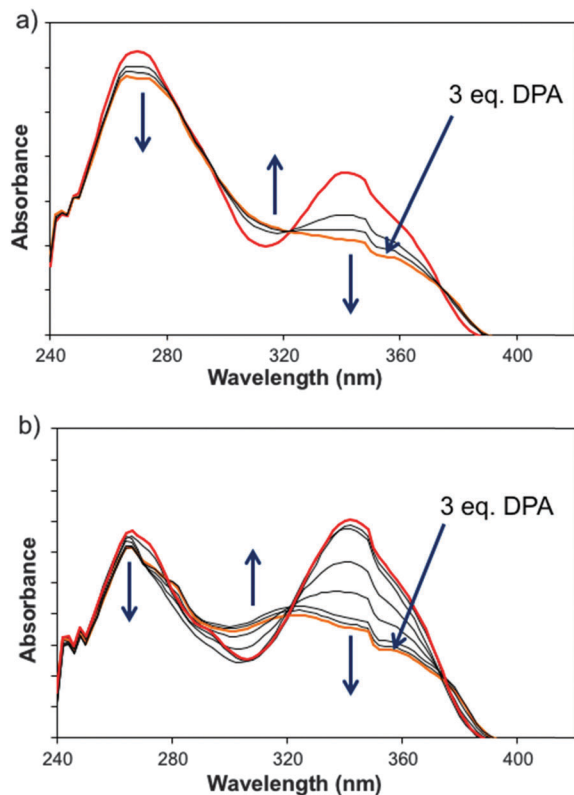 a)
3 eq. DPA
Absorbance
240
280
320
360
400
Wavelength (nm)
b)
3 eq. DPA
Absorbance
240
280
320
360
400
Wavelength (nm)